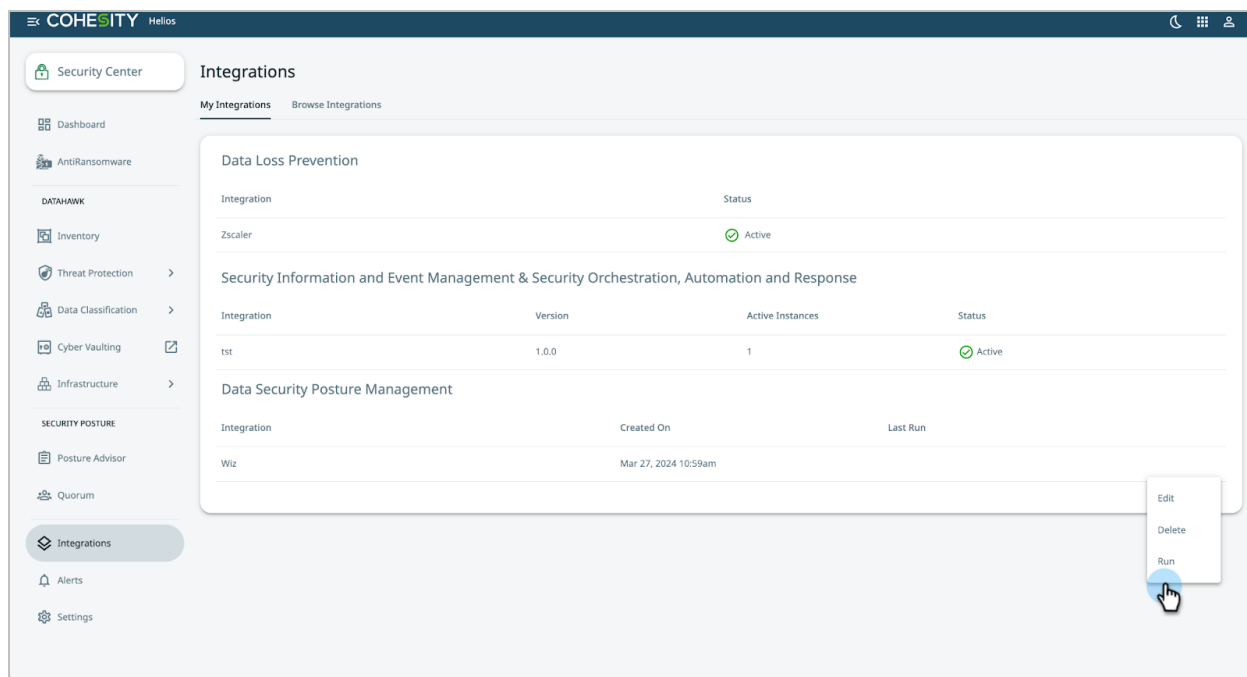 COHESITY Helios
Security Center
Dashboard
AntiRansomware
DATAHAWK
Inventory
Threat Protection
Data Classification
Cyber Vaulting
Infrastructure
SECURITY POSTURE
Posture Advisor
Quorum
Integrations
Alerts
Settings
Integrations
My Integrations Browse Integrations
Data Loss Prevention
Integration Status
Zscaler Active
Security Information and Event Management & Security Orchestration, Automation and Response
Integration Version Active Instances Status
tst 1.0.0 1 Active
Data Security Posture Management
Integration Created On Last Run
Wiz Mar 27, 2024 10:59am
Edit
Delete
Run